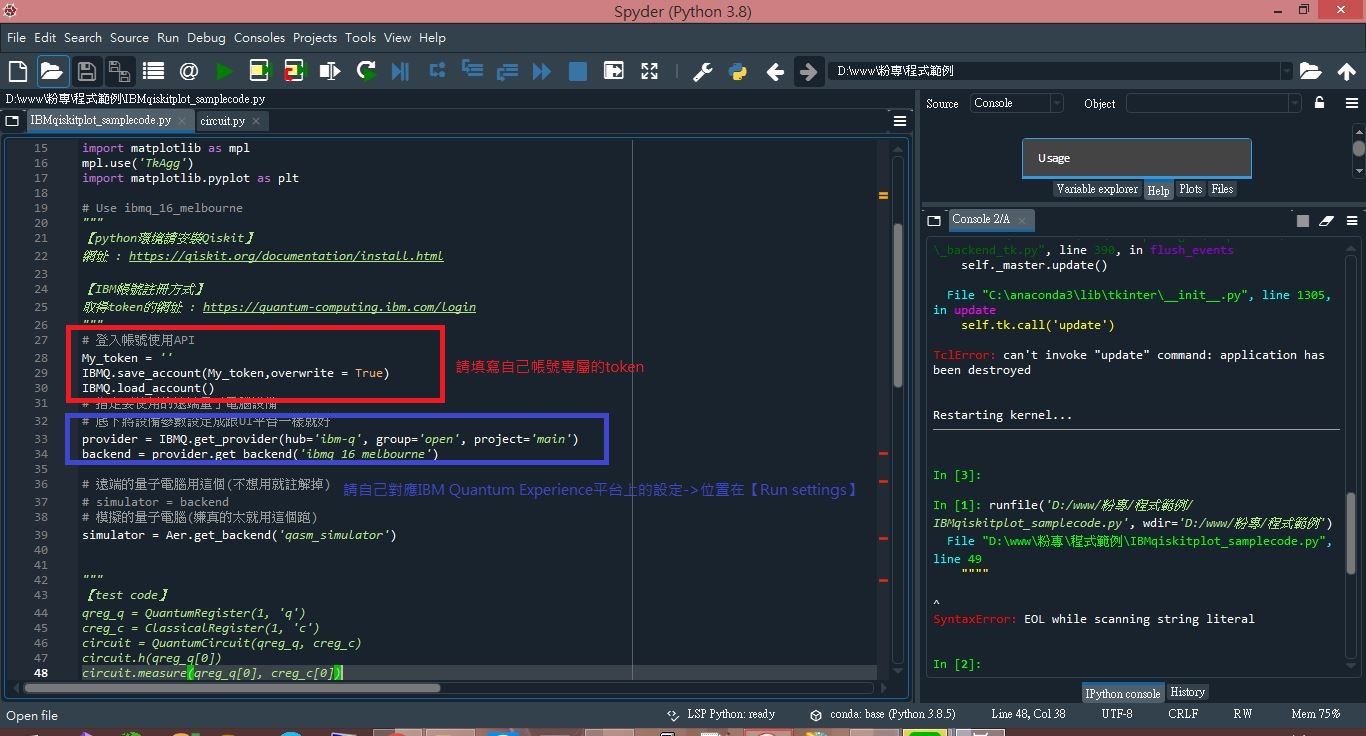 Spyder (Python 3.8)
File Edit Search Source Run Debug Consoles Projects Tools View Help
D:\www\粉專\程式範例
D:\www\粉專\程式範例\IBMqiskitplot_samplecode.py
IBMqiskitplot_samplecode.py
circuit.py
15 import matplotlib as mpl
16 mpl.use('TkAgg')
17 import matplotlib.pyplot as plt
18
19 # Use ibmq_16_melbourne
20 """
21 【python環境請安裝Qiskit】
22 網址 : https://qiskit.org/documentation/install.html
23
24 【IBM帳號註冊方式】
25 取得token的網址 : https://quantum-computing.ibm.com/login
26 """
27 # 登入帳號使用API
28 My_token = ''
29 IBMQ.save_account(My_token,overwrite = True)
30 IBMQ.load_account()
請填寫自己帳號專屬的token
31 # 指定要使用的遠端量子電腦設備
32 # 底下將設備參數設定成跟UI平台一樣就好
33 provider = IBMQ.get_provider(hub='ibm-q', group='open', project='main')
34 backend = provider.get_backend('ibmq_16_melbourne')
35
36 # 遠端的量子電腦用這個(不想用就註解掉)
請自己對應IBM Quantum Experience平台上的設定->位置在【Run settings】
37 # simulator = backend
38 # 模擬的量子電腦(嫌真的太就用這個跑)
39 simulator = Aer.get_backend('qasm_simulator')
40
41
42 """
43 【test code】
44 qreg_q = QuantumRegister(1, 'q')
45 creg_c = ClassicalRegister(1, 'c')
46 circuit = QuantumCircuit(qreg_q, creg_c)
47 circuit.h(qreg_q[0])
48 circuit.measure(qreg_q[0], creg_c[0])
Source Console Object
Usage
Variable explorer Help Plots Files
Console 2/A
\_backend_tk.py", line 390, in flush_events
self._master.update()
File "C:\anaconda3\lib\tkinter\__init__.py", line 1305,
in update
self.tk.call('update')
TclError: can't invoke "update" command: application has
been destroyed
Restarting kernel...
In [3]:
In [1]: runfile('D:/www/粉專/程式範例/
IBMqiskitplot_samplecode.py', wdir='D:/www/粉專/程式範例')
File "D:\www\粉專\程式範例\IBMqiskitplot_samplecode.py",
line 49
""""
^
SyntaxError: EOL while scanning string literal
In [2]:
IPython console History
Open file
LSP Python: ready conda: base (Python 3.8.5) Line 48, Col 38 UTF-8 CRLF RW Mem 75%